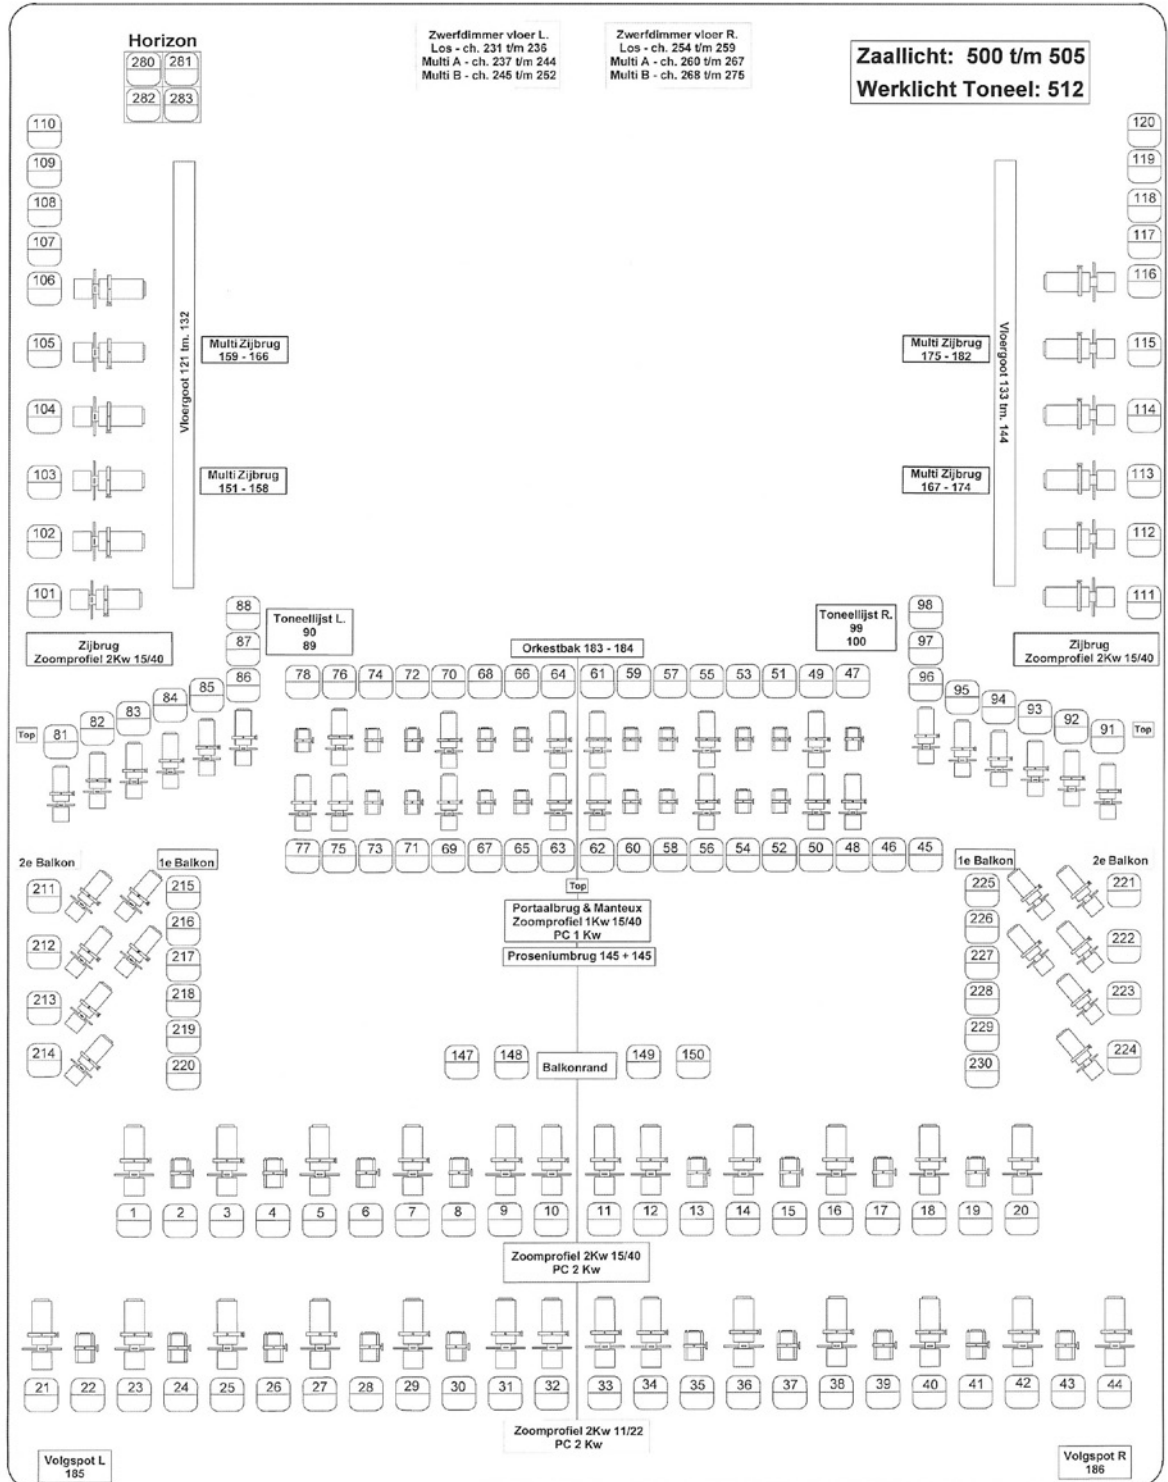 Horizon
280 281
282 283
Zwerfdimmer vloer L.
Los - ch. 231 t/m 236
Multi A - ch. 237 t/m 244
Multi B - ch. 245 t/m 252
Zwerfdimmer vloer R.
Los - ch. 254 t/m 259
Multi A - ch. 260 t/m 267
Multi B - ch. 268 t/m 275
Zaallicht: 500 t/m 505
Werklicht Toneel: 512
110
109
108
107
106
105
104
103
102
101
Vloergoot 121 tm. 132
Multi Zijbrug
159 - 166
Multi Zijbrug
151 - 158
Multi Zijbrug
175 - 182
Multi Zijbrug
167 - 174
Vloergoot 133 tm. 144
120
119
118
117
116
115
114
113
112
111
Zijbrug
Zoomprofiel 2Kw 15/40
88
87
86
85
84
83
82
81
Top
Toneellijst L.
90
89
Orkestbak 183 - 184
Toneellijst R.
99
100
98
97
96
95
94
93
92
91
Top
Zijbrug
Zoomprofiel 2Kw 15/40
78 76 74 72 70 68 66 64 61 59 57 55 53 51 49 47
77 75 73 71 69 67 65 63 62 60 58 56 54 52 50 48 46 45
Top
Portaalbrug & Manteux
Zoomprofiel 1Kw 15/40
PC 1 Kw
Proseniumbrug 145 + 145
2e Balkon
211
212
213
214
1e Balkon
215
216
217
218
219
220
1e Balkon
225
226
227
228
229
230
2e Balkon
221
222
223
224
147 148 Balkonrand 149 150
1 2 3 4 5 6 7 8 9 10 11 12 13 14 15 16 17 18 19 20
Zoomprofiel 2Kw 15/40
PC 2 Kw
21 22 23 24 25 26 27 28 29 30 31 32 33 34 35 36 37 38 39 40 41 42 43 44
Zoomprofiel 2Kw 11/22
PC 2 Kw
Volgspot L
185
Volgspot R
186